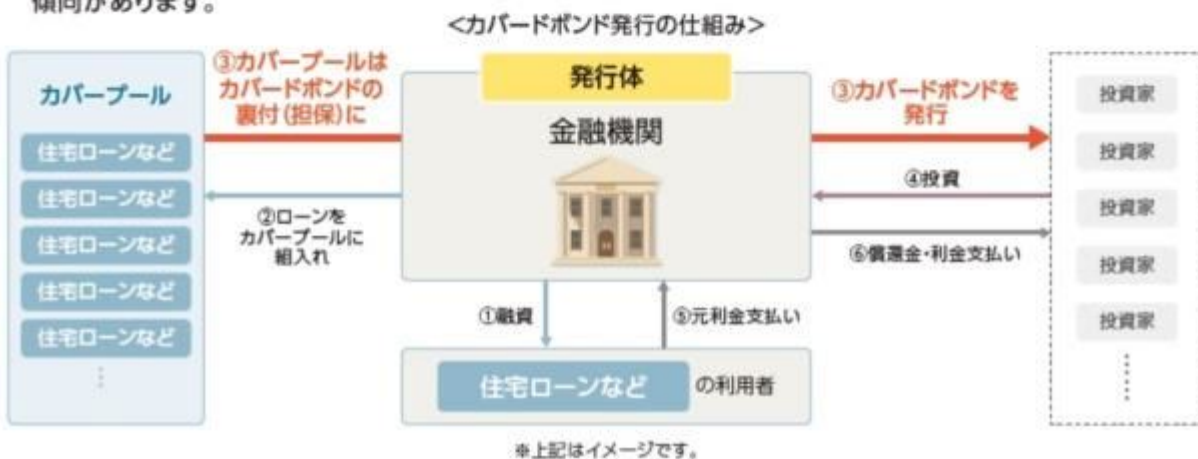 傾向があります。
<カバードボンド発行の仕組み>
カバープール
住宅ローンなど
住宅ローンなど
住宅ローンなど
住宅ローンなど
住宅ローンなど
③カバープールは
カバードボンドの
裏付(担保)に
②ローンを
カバープールに
組入れ
発行体
金融機関
①融資
⑤元利金支払い
住宅ローンなど の利用者
③カバードボンドを
発行
④投資
⑥償還金・利金支払い
投資家
投資家
投資家
投資家
投資家
※上記はイメージです。